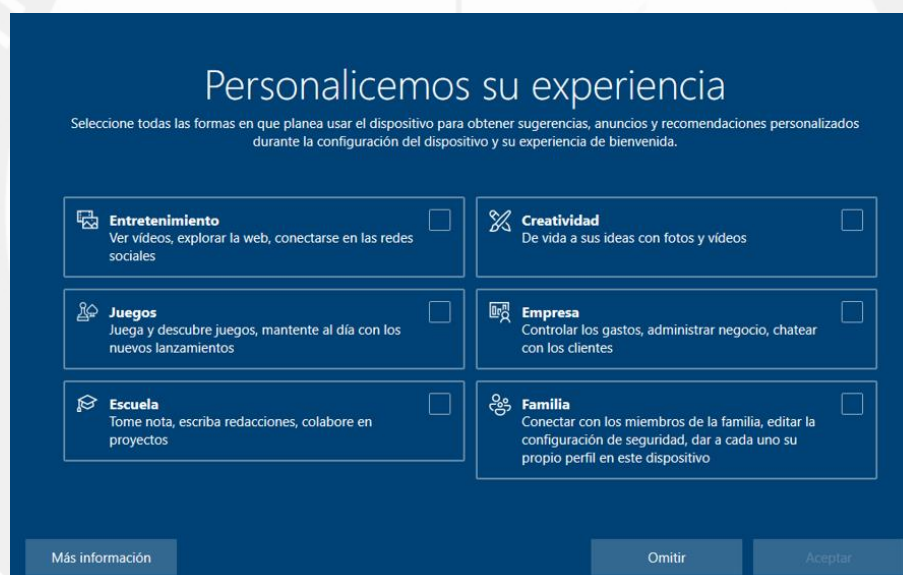 Personalicemos su experiencia
Seleccione todas las formas en que planea usar el dispositivo para obtener sugerencias, anuncios y recomendaciones personalizados
durante la configuración del dispositivo y su experiencia de bienvenida.
Entretenimiento
Ver vídeos, explorar la web, conectarse en las redes
sociales
Creatividad
De vida a sus ideas con fotos y vídeos
Juegos
Juega y descubre juegos, mantente al día con los
nuevos lanzamientos
Empresa
Controlar los gastos, administrar negocio, chatear
con los clientes
Escuela
Tome nota, escriba redacciones, colabore en
proyectos
Familia
Conectar con los miembros de la familia, editar la
configuración de seguridad, dar a cada uno su
propio perfil en este dispositivo
Más información
Omitir
Aceptar